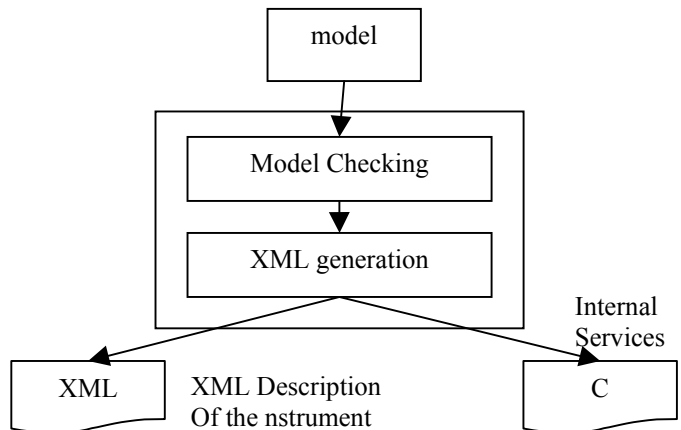 model
Model Checking
XML generation
Internal
Services
XML
XML Description
Of the nstrument
C